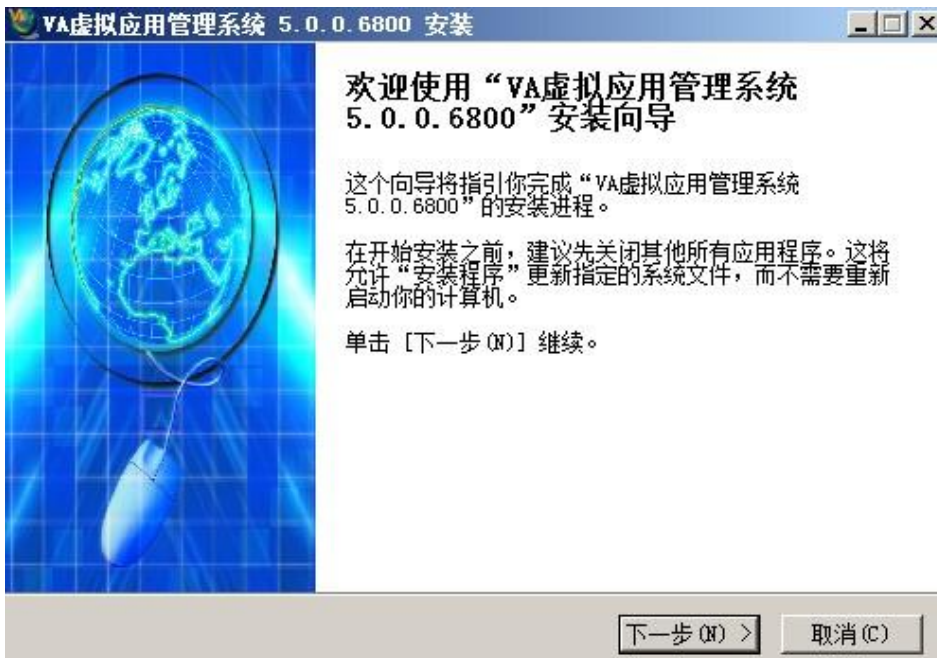 VA虚拟应用管理系统 5.0.0.6800 安装
欢迎使用“VA虚拟应用管理系统
5.0.0.6800”安装向导
这个向导将指引你完成“VA虚拟应用管理系统
5.0.0.6800”的安装进程。
在开始安装之前，建议先关闭其他所有应用程序。这将
允许“安装程序”更新指定的系统文件，而不需要重新
启动你的计算机。
单击 [下一步(N)] 继续。
下一步(N) >
取消(C)